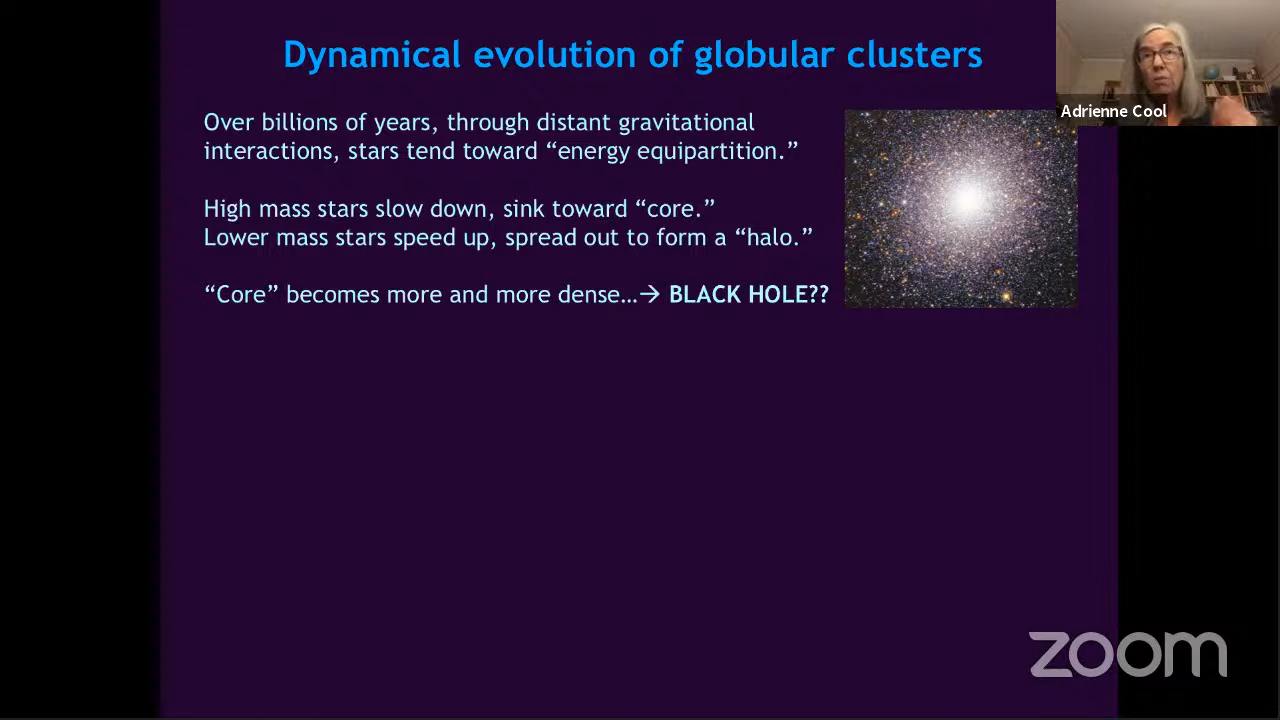 Dynamical evolution of globular clusters
Adrienne Cool
Over billions of years, through distant gravitational
interactions, stars tend toward “energy equipartition.”
High mass stars slow down, sink toward “core.”
Lower mass stars speed up, spread out to form a “halo.”
“Core” becomes more and more dense…→ BLACK HOLE??
zoom